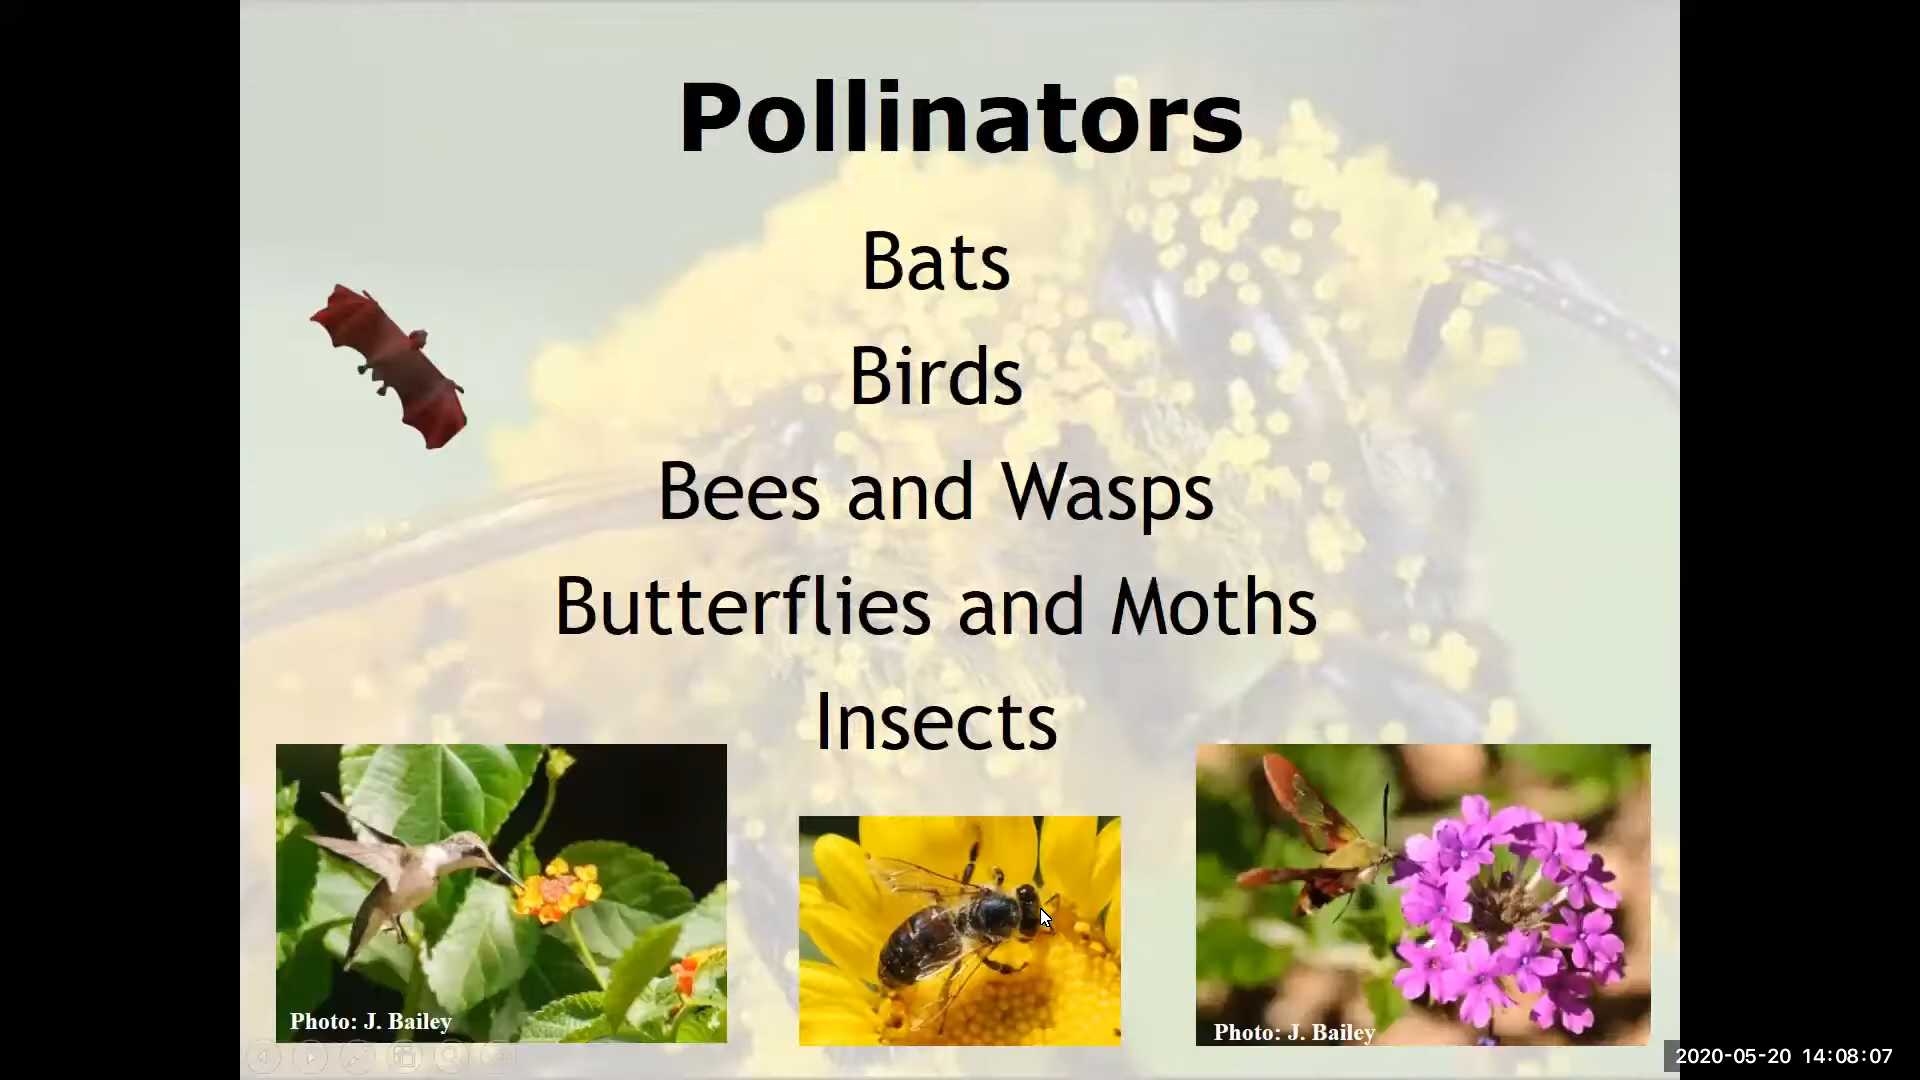 Pollinators
Bats
Birds
Bees and Wasps
Butterflies and Moths
Insects
Photo: J. Bailey
Photo: J. Bailey
2020-05-20 14:08:07